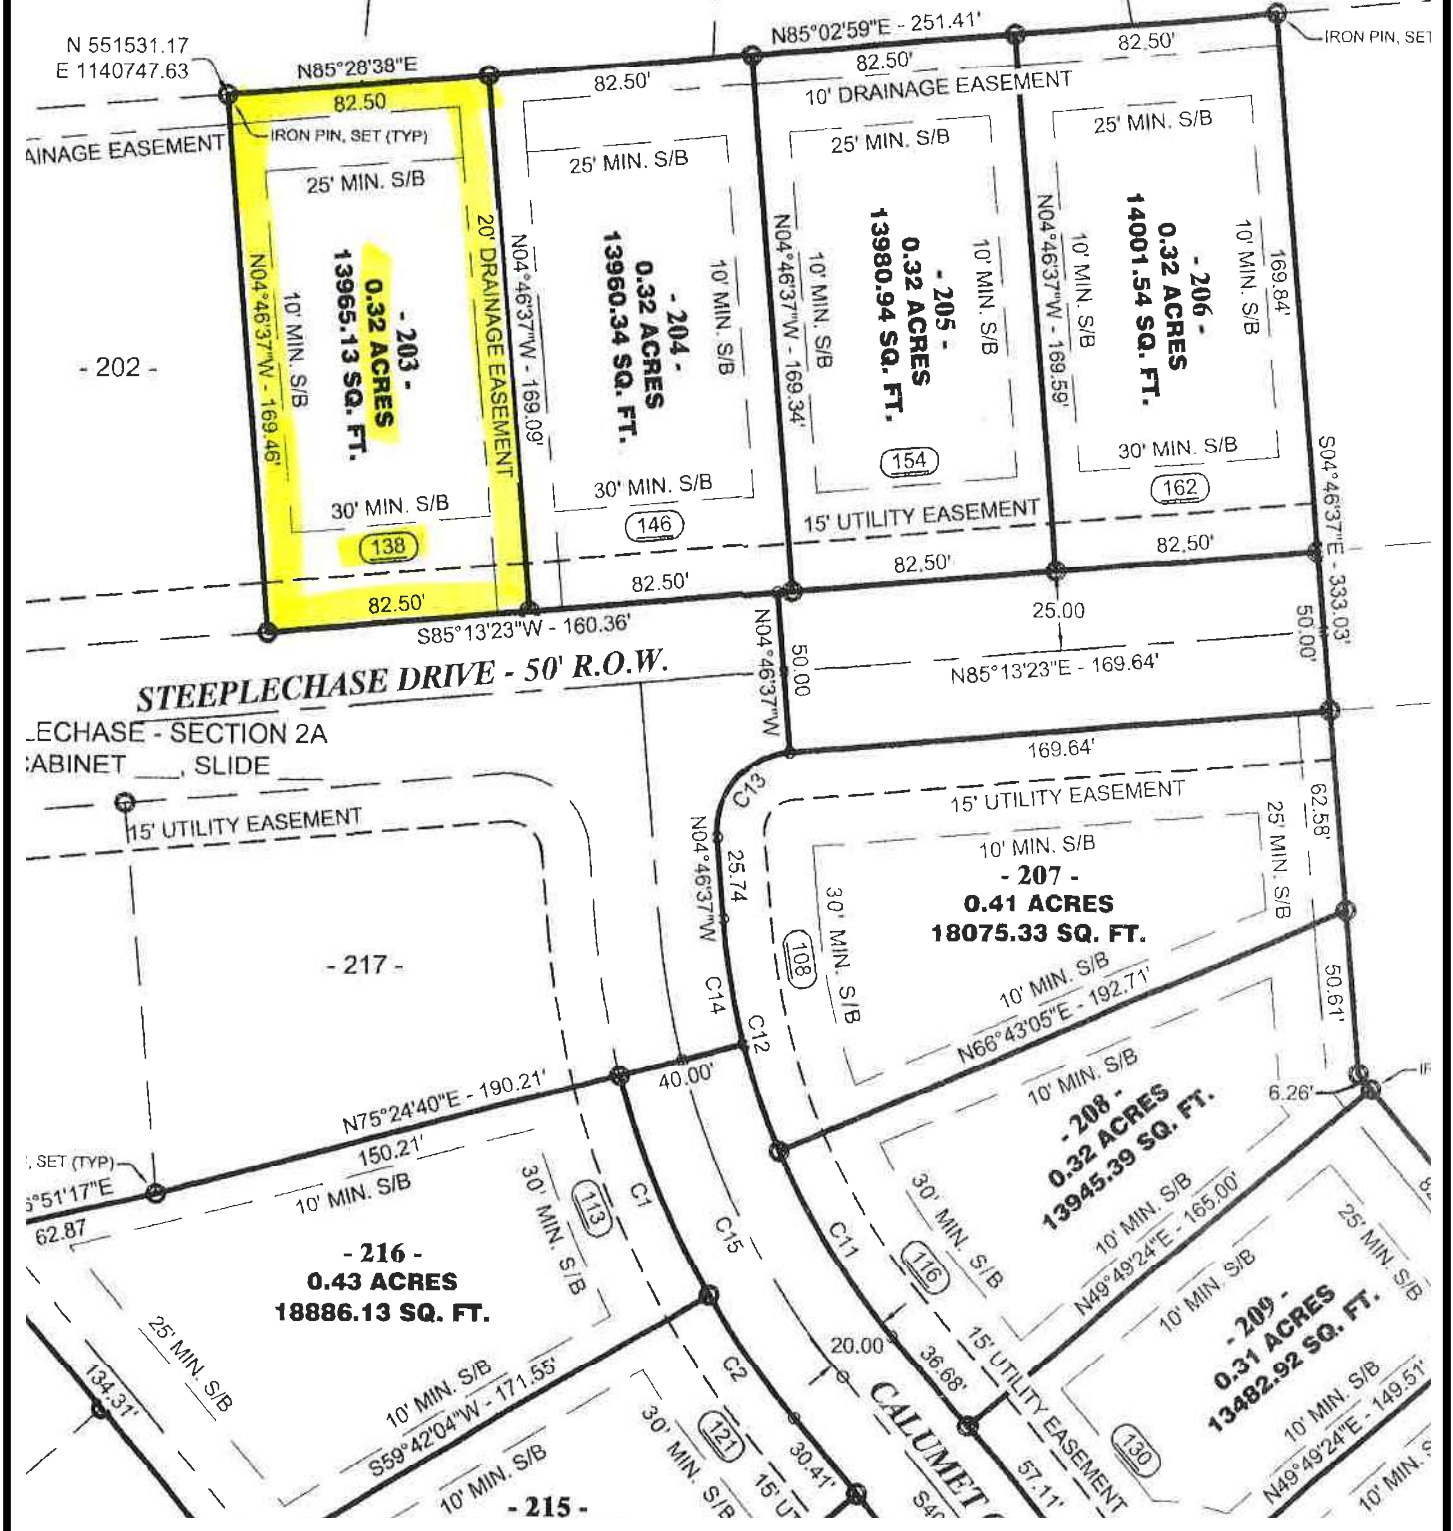 N 551531.17
E 1140747.63
N85°28'38"E
82.50
82.50'
N85°02'59"E - 251.41'
82.50'
82.50'
IRON PIN, SET
10' DRAINAGE EASEMENT
AINAGE EASEMENT
IRON PIN, SET (TYP)
25' MIN. S/B
25' MIN. S/B
25' MIN. S/B
25' MIN. S/B
- 202 -
N04°46'37"W - 169.46'
10' MIN. S/B
- 203 -
0.32 ACRES
13965.13 SQ. FT.
20' DRAINAGE EASEMENT
N04°46'37"W - 169.09'
- 204 -
0.32 ACRES
13960.34 SQ. FT.
10' MIN. S/B
N04°46'37"W - 169.34'
10' MIN. S/B
- 205 -
0.32 ACRES
13980.94 SQ. FT.
10' MIN. S/B
N04°46'37"W - 169.59'
10' MIN. S/B
- 206 -
0.32 ACRES
14001.54 SQ. FT.
10' MIN. S/B
169.84'
30' MIN. S/B
138
30' MIN. S/B
146
154
30' MIN. S/B
162
15' UTILITY EASEMENT
S04°46'37"E - 333.03'
82.50'
82.50'
82.50'
82.50'
S85°13'23"W - 160.36'
25.00
50.00'
N04°46'37"W
50.00
N85°13'23"E - 169.64'
STEEPLECHASE DRIVE - 50' R.O.W.
LECHASE - SECTION 2A
CABINET ___, SLIDE ___
169.64'
C13
15' UTILITY EASEMENT
15' UTILITY EASEMENT
62.58'
25' MIN. S/B
N04°46'37"W
25.74
10' MIN. S/B
- 207 -
0.41 ACRES
18075.33 SQ. FT.
30' MIN. S/B
108
- 217 -
C14
C12
10' MIN. S/B
N66°43'05"E - 192.71'
50.61'
10' MIN. S/B
6.26'
- 208 -
0.32 ACRES
13945.39 SQ. FT.
40.00'
N75°24'40"E - 190.21'
150.21'
, SET (TYP)
°51'17"E
62.87
10' MIN. S/B
30' MIN. S/B
113
C1
C15
C11
30' MIN. S/B
116
10' MIN. S/B
N49°49'24"E - 165.00'
10' MIN. S/B
25' MIN. S/B
- 216 -
0.43 ACRES
18886.13 SQ. FT.
- 209 -
0.31 ACRES
13482.92 SQ. FT.
25' MIN. S/B
20.00
36.68'
15' UTILITY EASEMENT
134.31'
10' MIN. S/B
S59°42'04"W - 171.55'
C2
CALUMET
10' MIN. S/B
N49°49'24"E - 149.51'
130
30' MIN. S/B
121
30.41'
57.11'
10' MIN. S/B
- 215 -
15' UT
S40
10' MIN. S